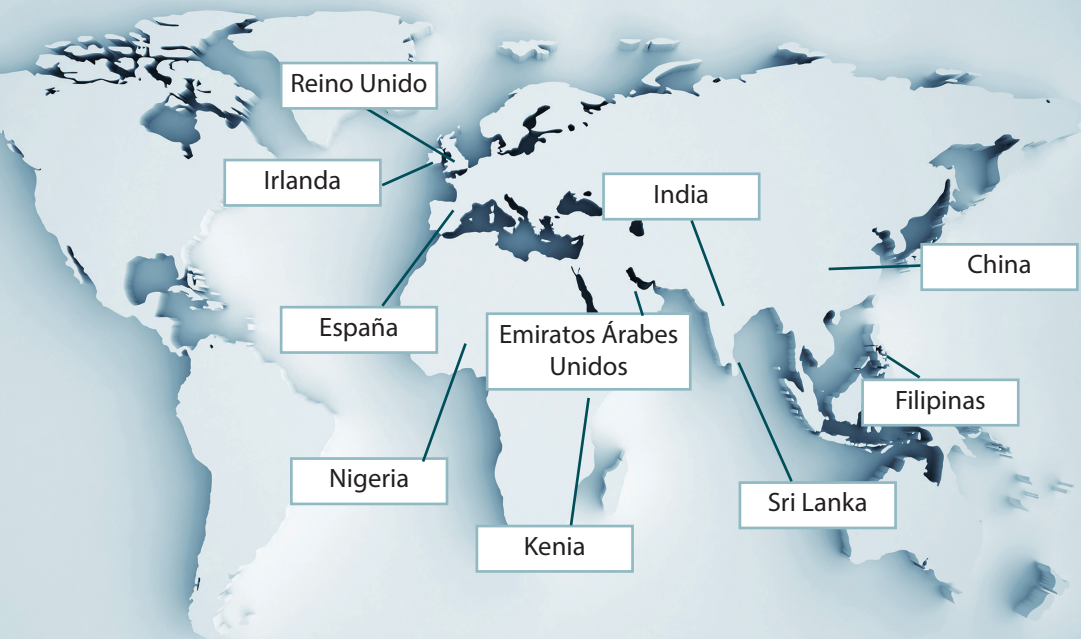 Reino Unido
Irlanda
India
China
España
Emiratos Árabes
Unidos
Filipinas
Nigeria
Sri Lanka
Kenia